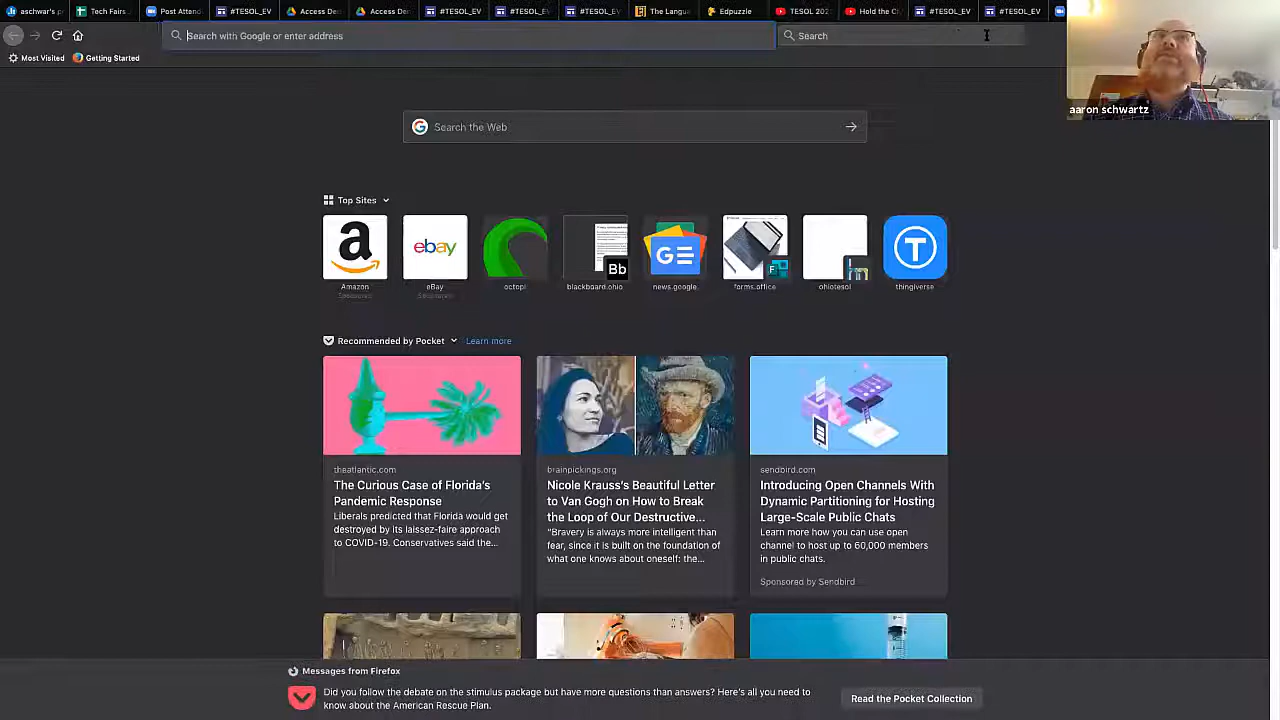 aschwar's p
Tech Fairs
Post Attend
#TESOL_EV
Access De
Access De
#TESOL_EV
#TESOL_EV
#TESOL_EV
The Langu
Edpuzzle
TESOL 202
Hold the C
#TESOL_EV
#TESOL_EV
Search with Google or enter address
Search
Most Visited
Getting Started
aaron schwartz
G Search the Web
Top Sites
a
ebay
Bb
GE
F
T
Amazon
Sponsored
eBay
Sponsored
octopi
blackboard.ohio
news.google.
forms.office
ohiotesol
thingiverse
Recommended by Pocket
Learn more
theatlantic.com
The Curious Case of Florida's
Pandemic Response
Liberals predicted that Florida would get
destroyed by its laissez-faire approach
to COVID-19. Conservatives said the...
brainpickings.org
Nicole Krauss's Beautiful Letter
to Van Gogh on How to Break
the Loop of Our Destructive...
"Bravery is always more intelligent than
fear, since it is built on the foundation of
what one knows about oneself: the...
sendbird.com
Introducing Open Channels With
Dynamic Partitioning for Hosting
Large-Scale Public Chats
Learn more how you can use open
channel to host up to 60,000 members
in public chats.
Sponsored by Sendbird
Messages from Firefox
Did you follow the debate on the stimulus package but have more questions than answers? Here's all you need to
know about the American Rescue Plan.
Read the Pocket Collection